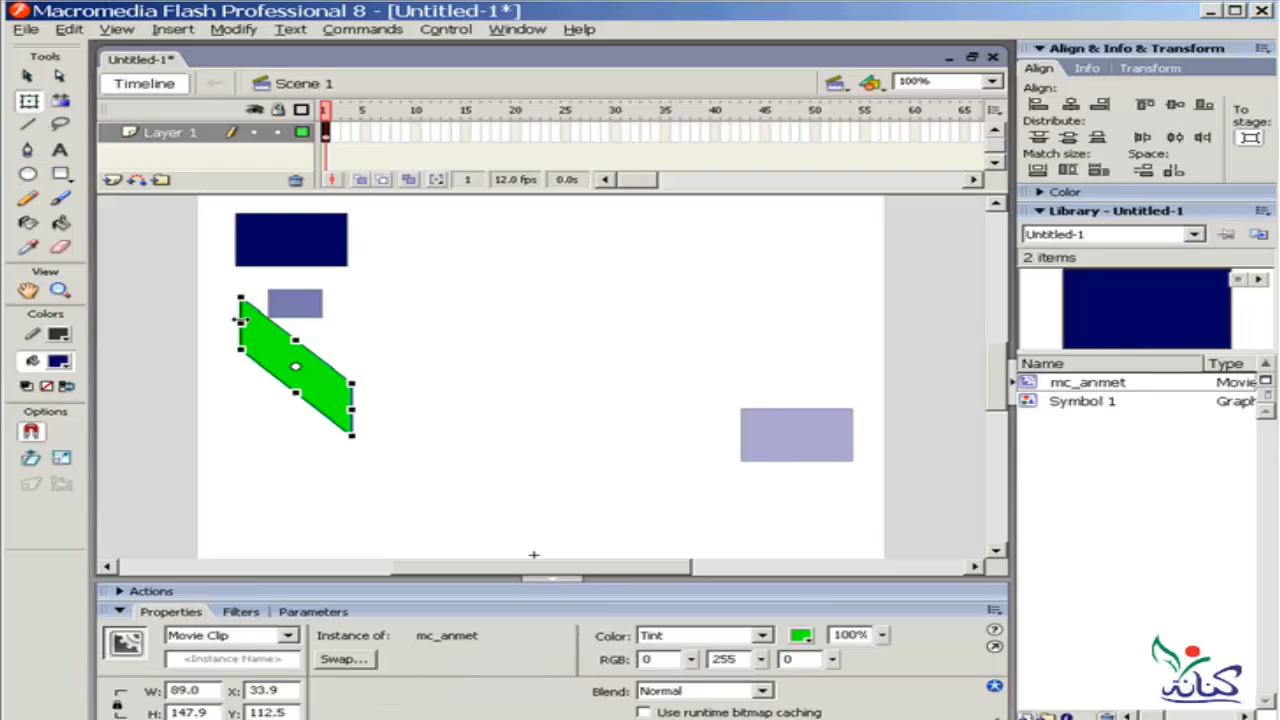 Macromedia Flash Professional 8 - [Untitled-1*]
File Edit View Insert Modify Text Commands Control Window Help
Tools
View
Colors
Options
Untitled-1*
Timeline Scene 1 100%
1 5 10 15 20 25 30 35 40 45 50 55 60 65
Layer 1
1 12.0 fps 0.0s
Actions
Properties Filters Parameters
Movie Clip Instance of: mc_anmet Color: Tint 100%
<Instance Name> Swap... RGB: 0 255 0
W: 89.0 X: 33.9 Blend: Normal
H: 147.9 Y: 112.5 Use runtime bitmap caching
Align & Info & Transform
Align Info Transform
Align:
To stage:
Distribute:
Match size: Space:
Color
Library - Untitled-1
Untitled-1
2 items
Name Type
mc_anmet Movie
Symbol 1 Graph
كنانة